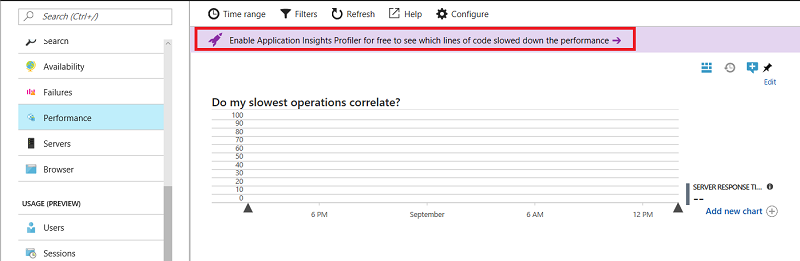 Search (Ctrl+/)
Search
Availability
Failures
Performance
Servers
Browser
USAGE (PREVIEW)
Users
Sessions
Time range
Filters
Refresh
Help
Configure
Enable Application Insights Profiler for free to see which lines of code slowed down the performance →
Edit
Do my slowest operations correlate?
100
90
80
70
60
50
40
30
20
10
0
6 PM
September
6 AM
12 PM
SERVER RESPONSE TI...
--
Add new chart